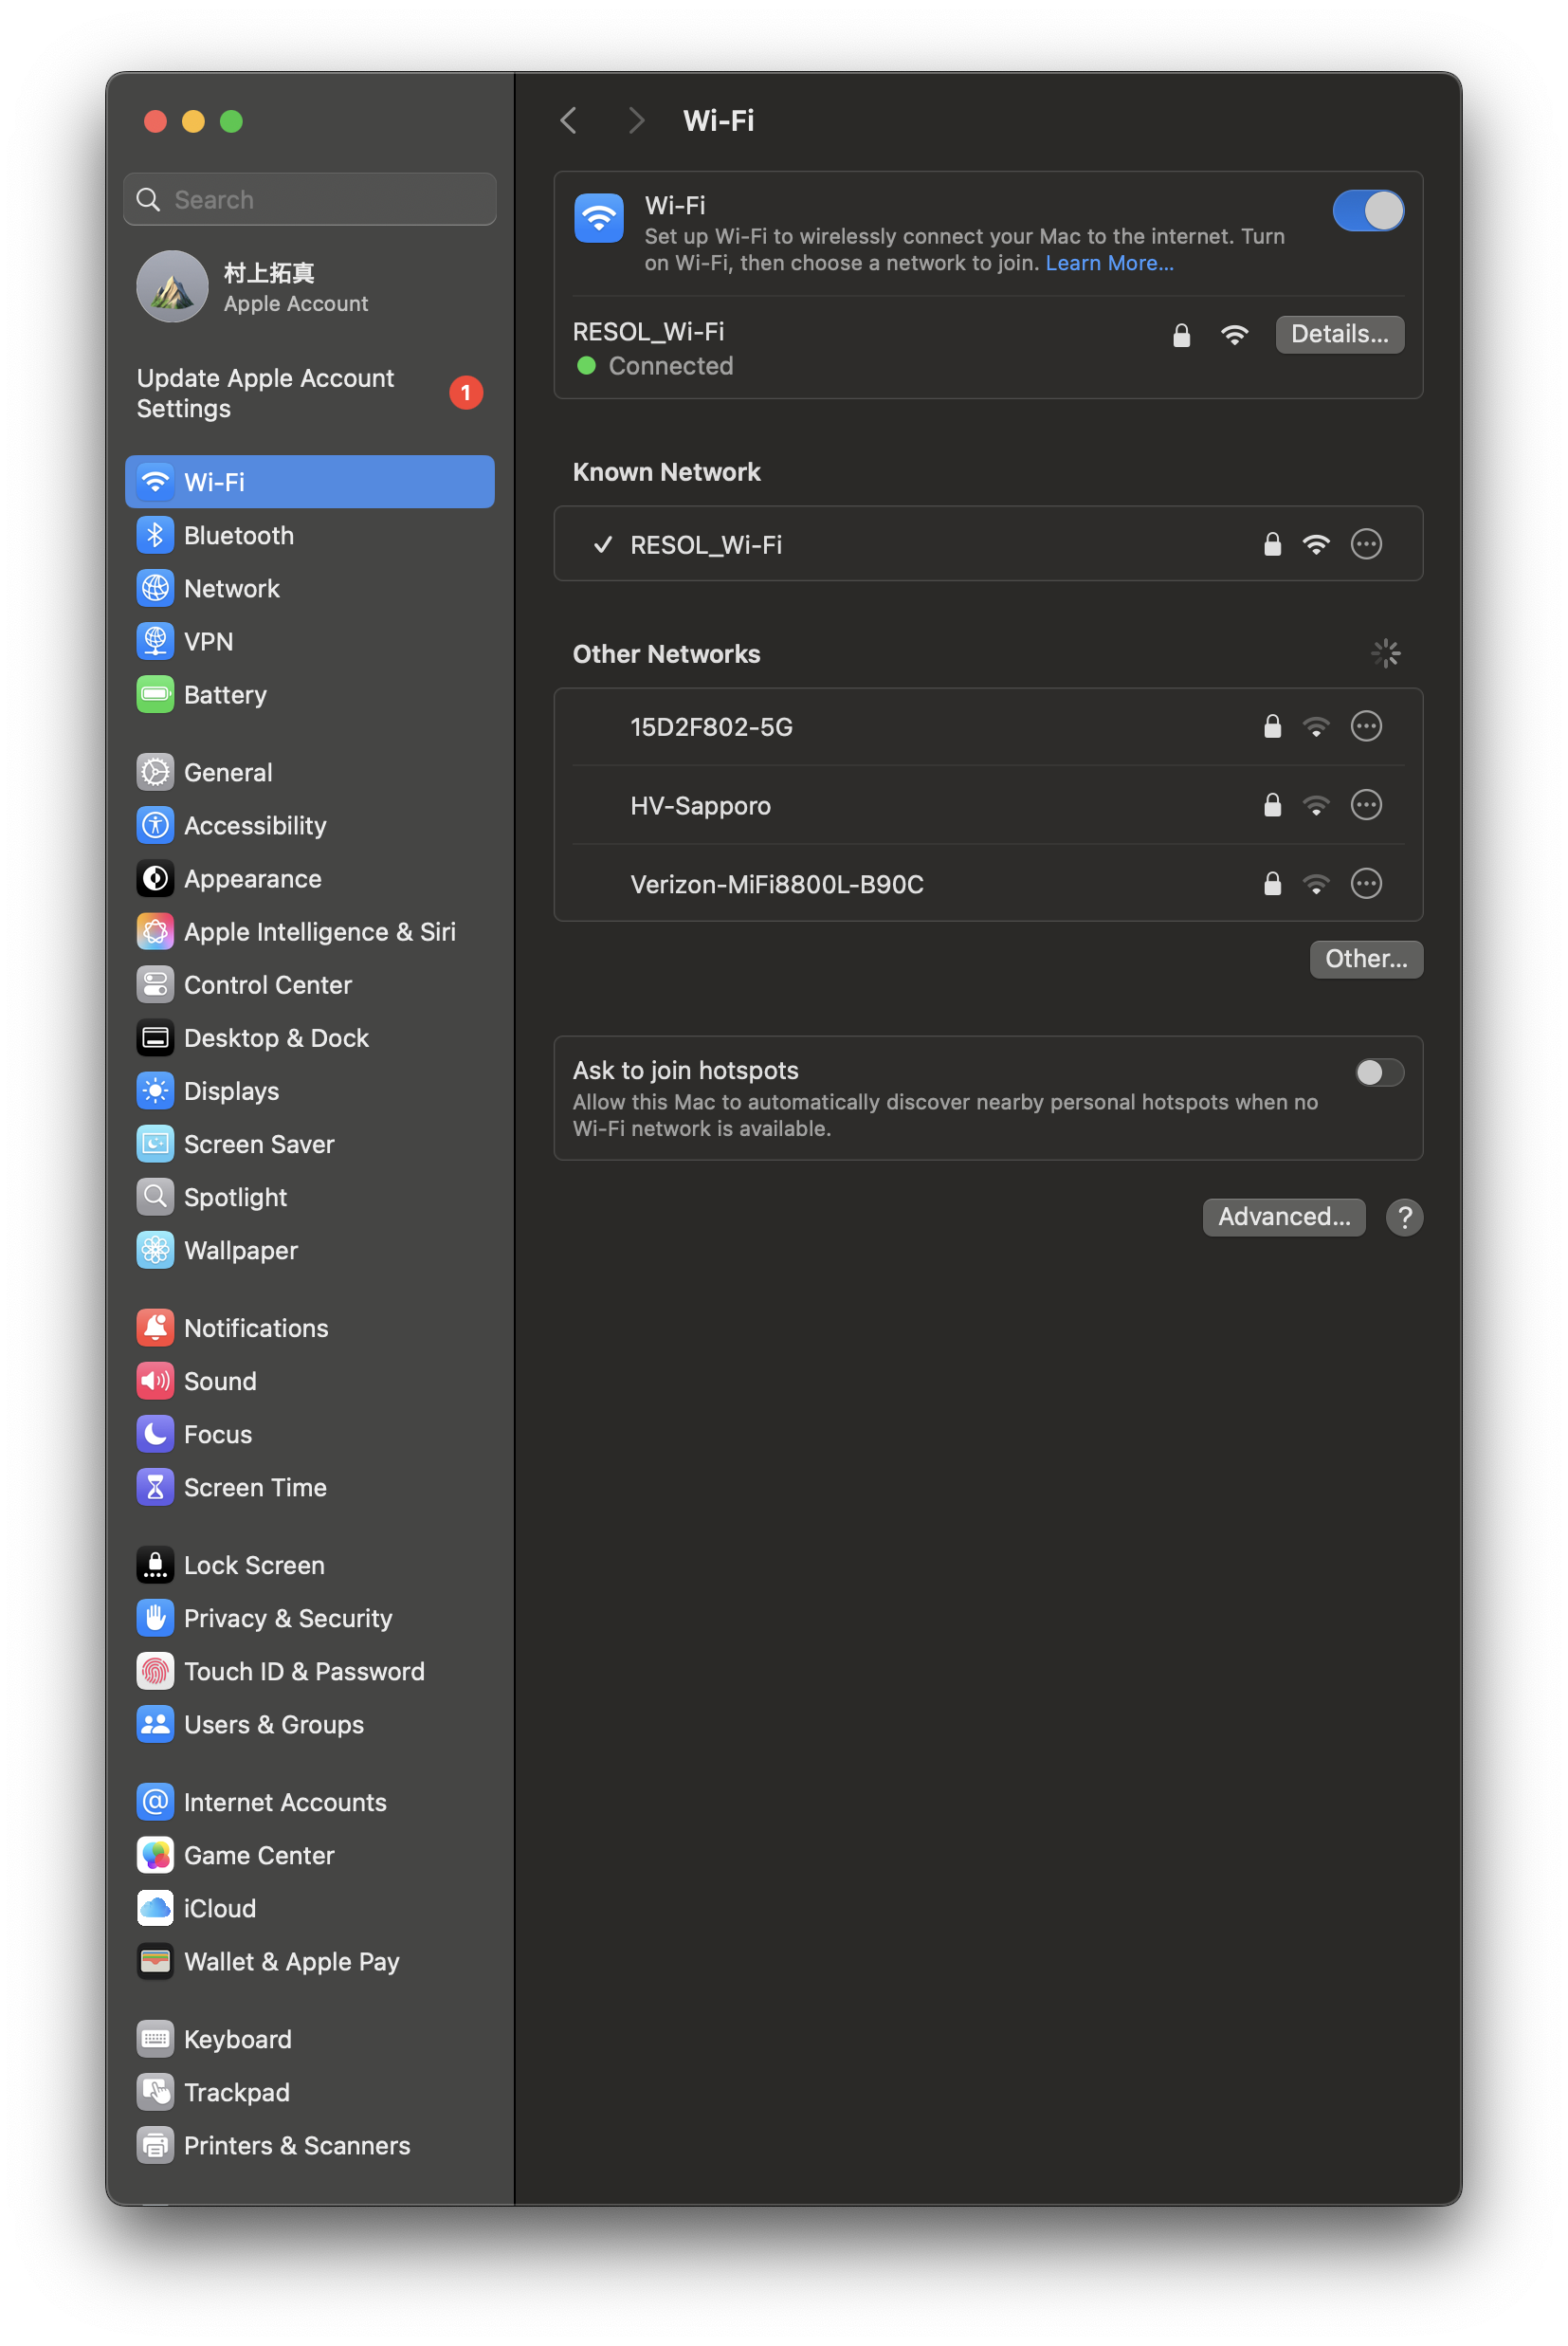 Search
村上拓真
Apple Account
Update Apple Account
Settings
1
Wi-Fi
Bluetooth
Network
VPN
Battery
General
Accessibility
Appearance
Apple Intelligence & Siri
Control Center
Desktop & Dock
Displays
Screen Saver
Spotlight
Wallpaper
Notifications
Sound
Focus
Screen Time
Lock Screen
Privacy & Security
Touch ID & Password
Users & Groups
Internet Accounts
Game Center
iCloud
Wallet & Apple Pay
Keyboard
Trackpad
Printers & Scanners
Wi-Fi
Wi-Fi
Set up Wi-Fi to wirelessly connect your Mac to the internet. Turn
on Wi-Fi, then choose a network to join. Learn More...
RESOL_Wi-Fi
Details...
Connected
Known Network
RESOL_Wi-Fi
Other Networks
15D2F802-5G
HV-Sapporo
Verizon-MiFi8800L-B90C
Other...
Ask to join hotspots
Allow this Mac to automatically discover nearby personal hotspots when no
Wi-Fi network is available.
Advanced...
?